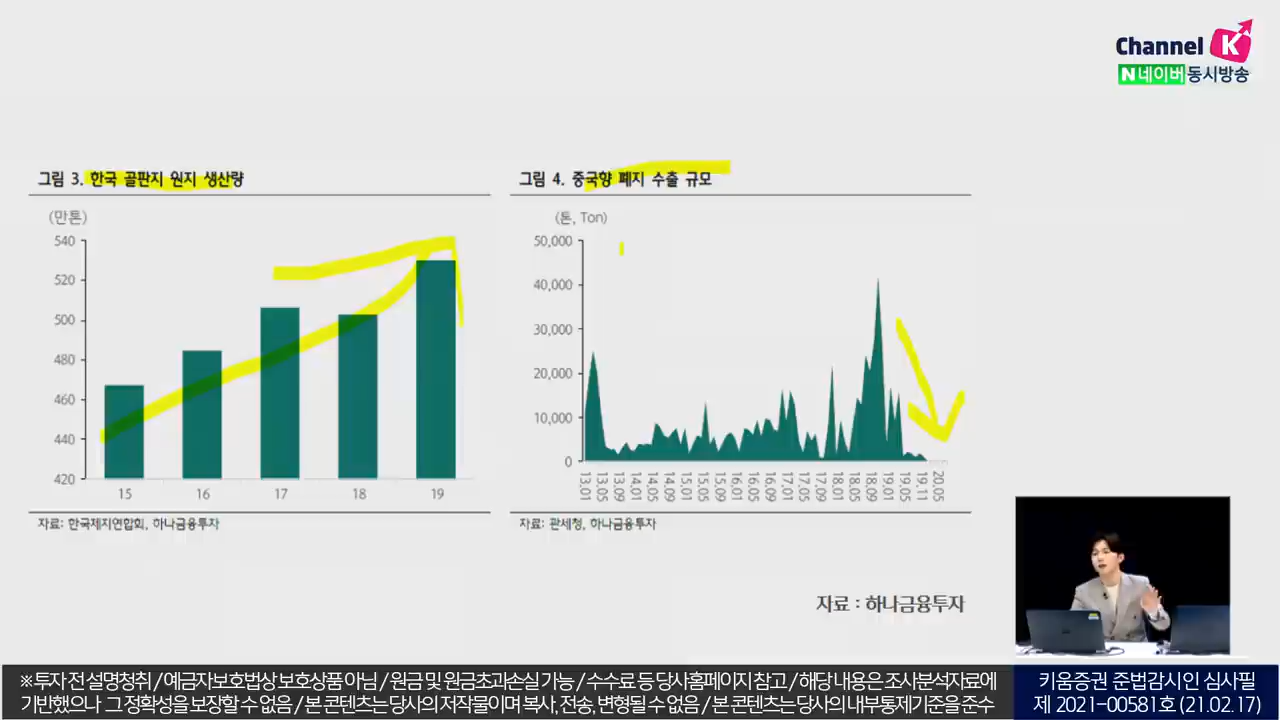 Channel K
N 네이버 동시방송
그림 3. 한국 골판지 원지 생산량
(만톤)
540
520
500
480
460
440
420
15 16 17 18 19
자료: 한국제지연합회, 하나금융투자
그림 4. 중국향 폐지 수출 규모
(톤, Ton)
50,000
40,000
30,000
20,000
10,000
0
13.01 13.05 13.09 14.01 14.05 14.09 15.01 15.05 15.09 16.01 16.05 16.09 17.01 17.05 17.09 18.01 18.05 18.09 19.01 19.05 19.11 20.05
자료: 관세청, 하나금융투자
자료 : 하나금융투자
※ 투자 전 설명청취 / 예금자보호법상 보호상품 아님 / 원금 및 원금초과손실 가능 / 수수료 등 당사홈페이지 참고 / 해당 내용은 조사분석자료에
기반했으나 그 정확성을 보장할 수 없음 / 본 콘텐츠는 당사의 저작물이며 복사, 전송, 변형될 수 없음 / 본 콘텐츠는 당사의 내부통제기준을 준수
키움증권 준법감시인 심사필
제 2021-00581호 (21.02.17)